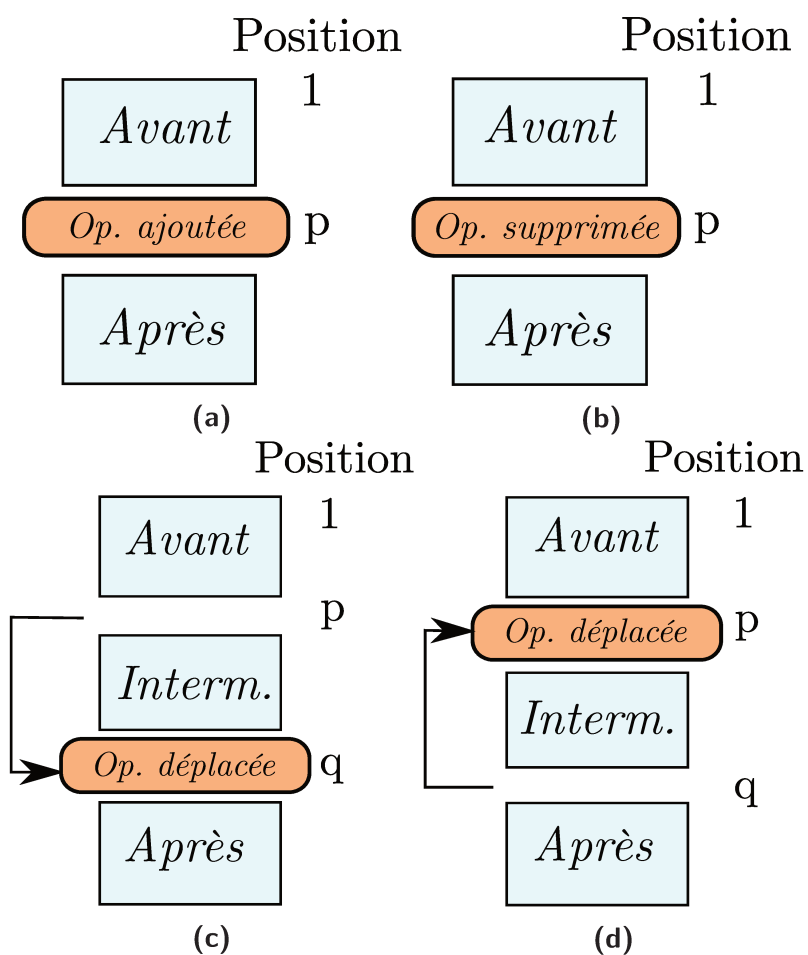 Position
1
Avant
Op. ajoutée p
Après
(a)
Position
1
Avant
Op. supprimée p
Après
(b)
Position
1
Avant
p
Interm.
Op. déplacée q
Après
(c)
Position
1
Avant
Op. déplacée p
Interm.
q
Après
(d)